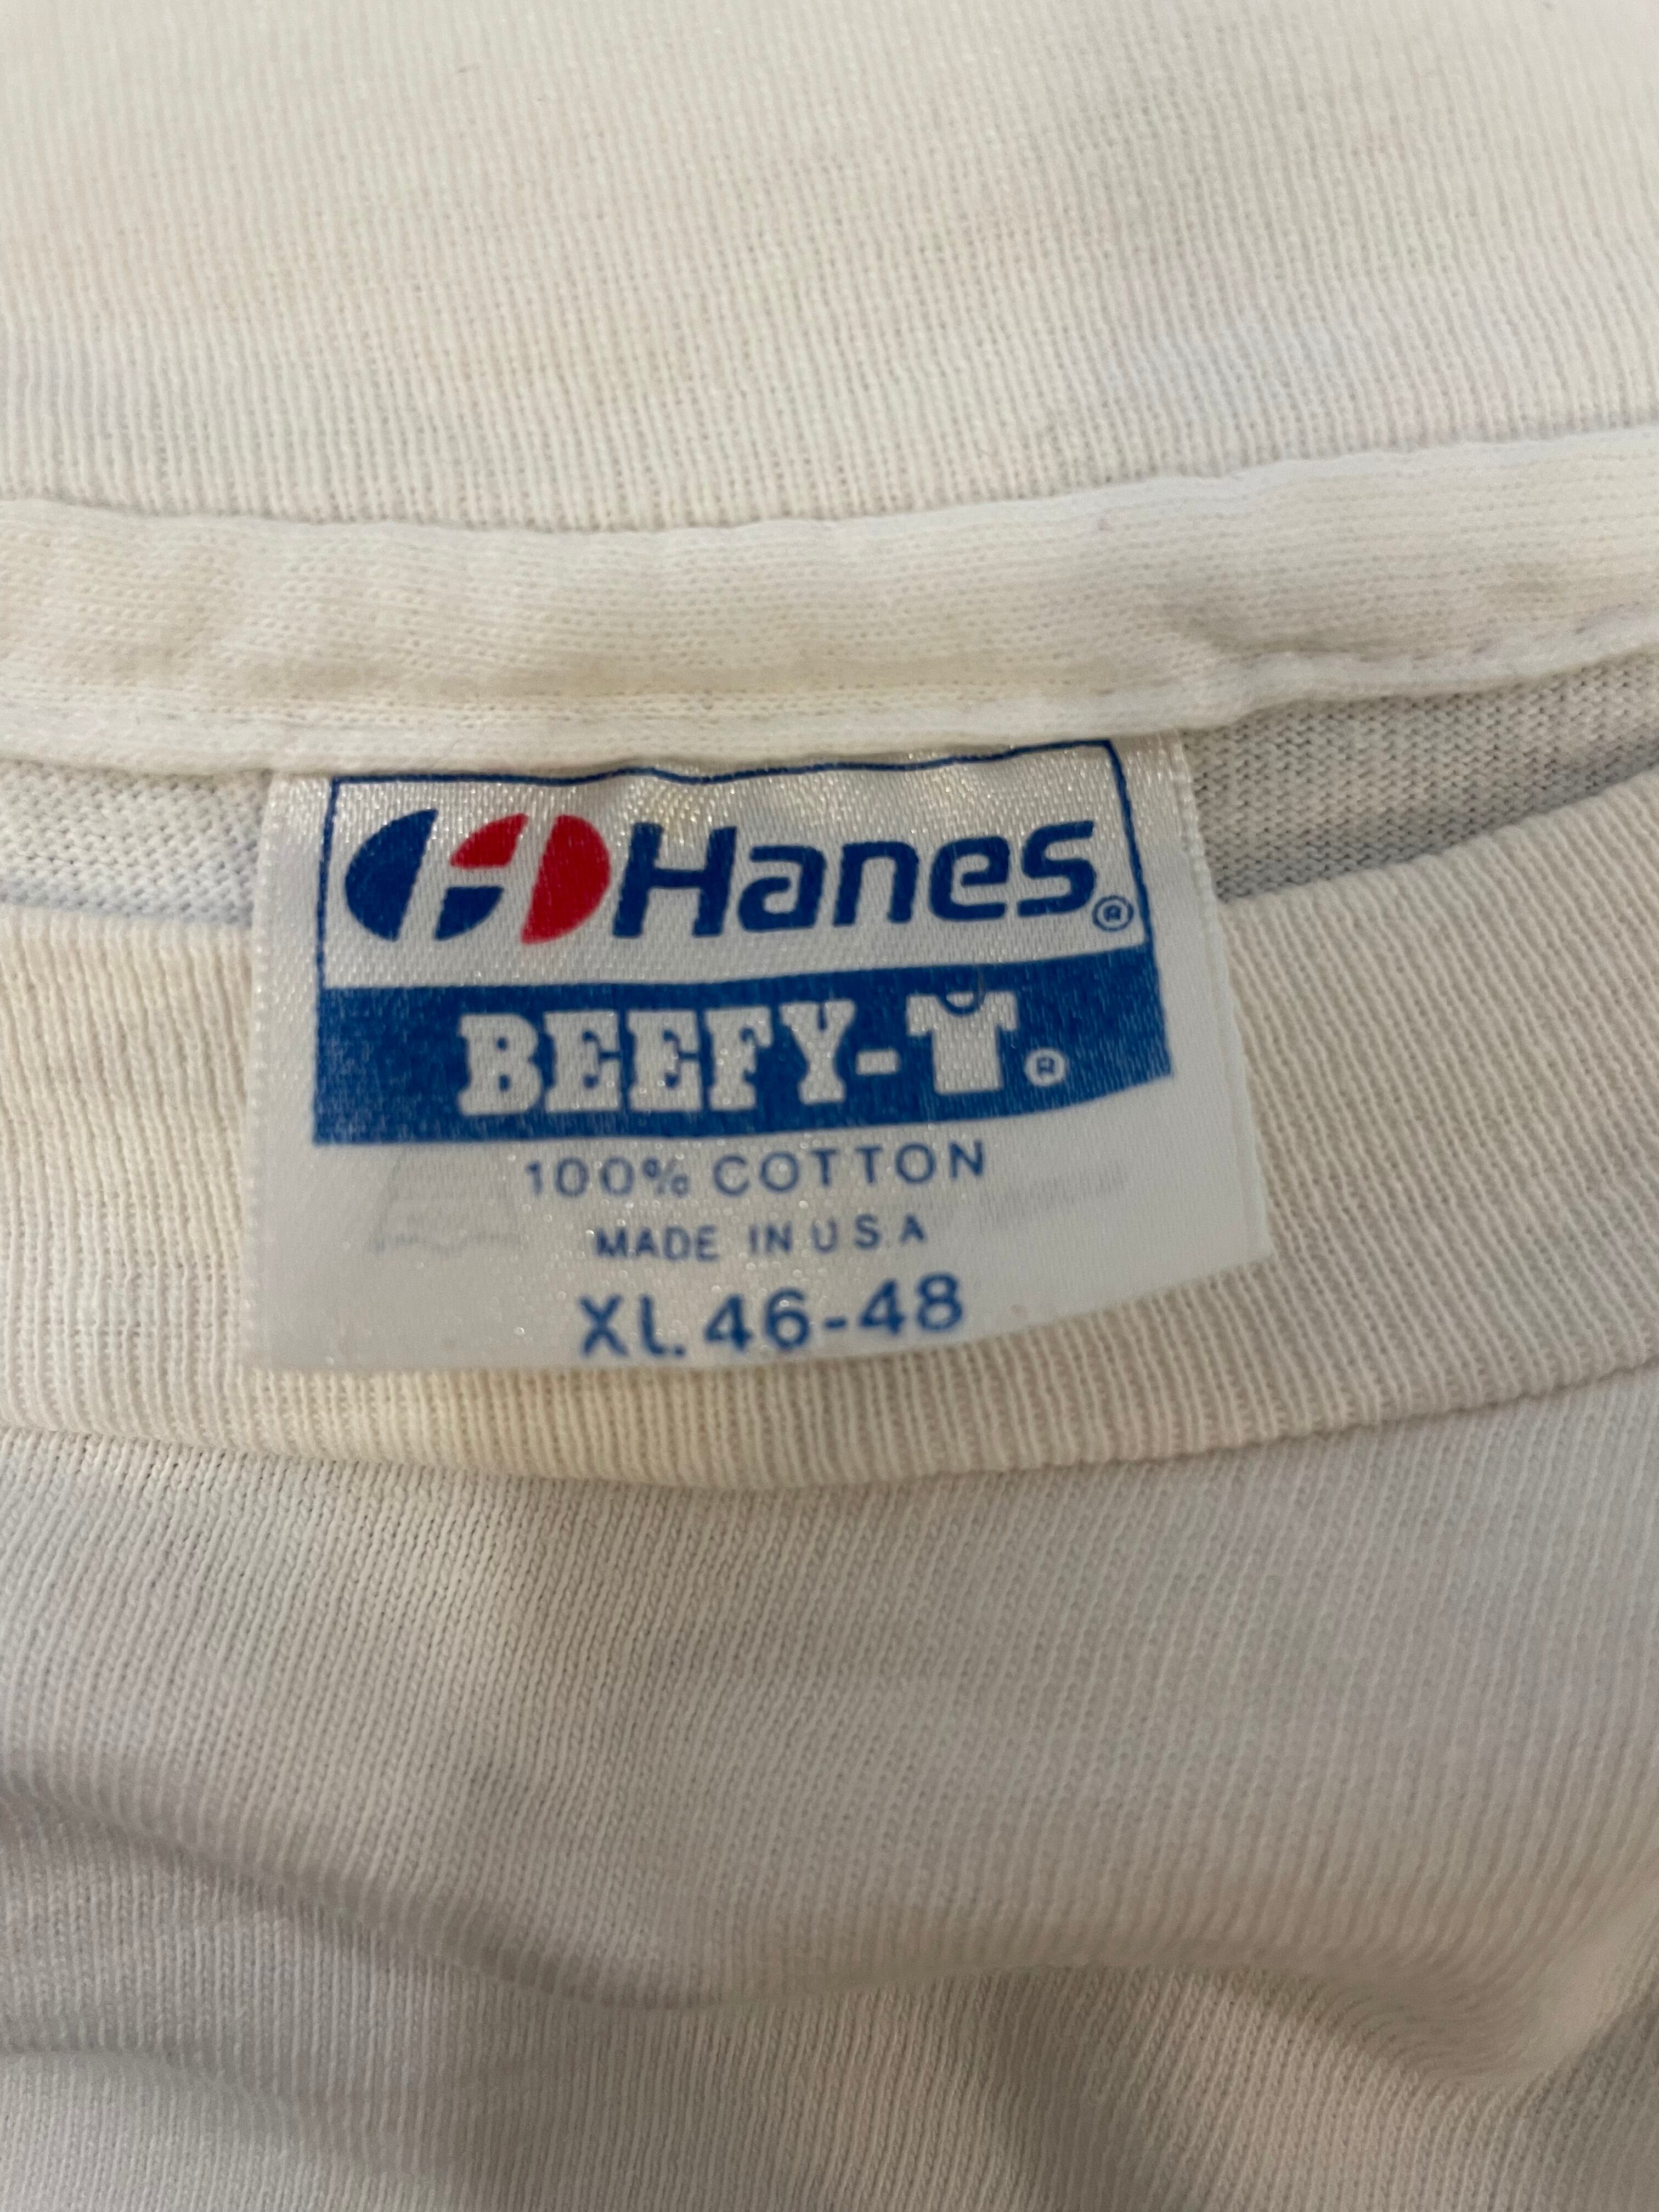 Hanes®
BEEFY-T®
100% COTTON
MADE IN U.S.A
XL. 46-48